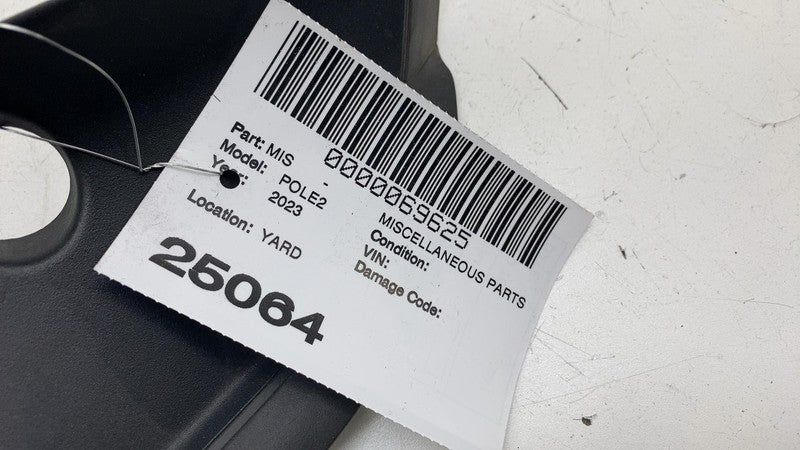 0000069625
Part: MIS - MISCELLANEOUS PARTS
Model: POLE2 Condition:
Year: 2023 VIN:
Location: YARD Damage Code:
25064